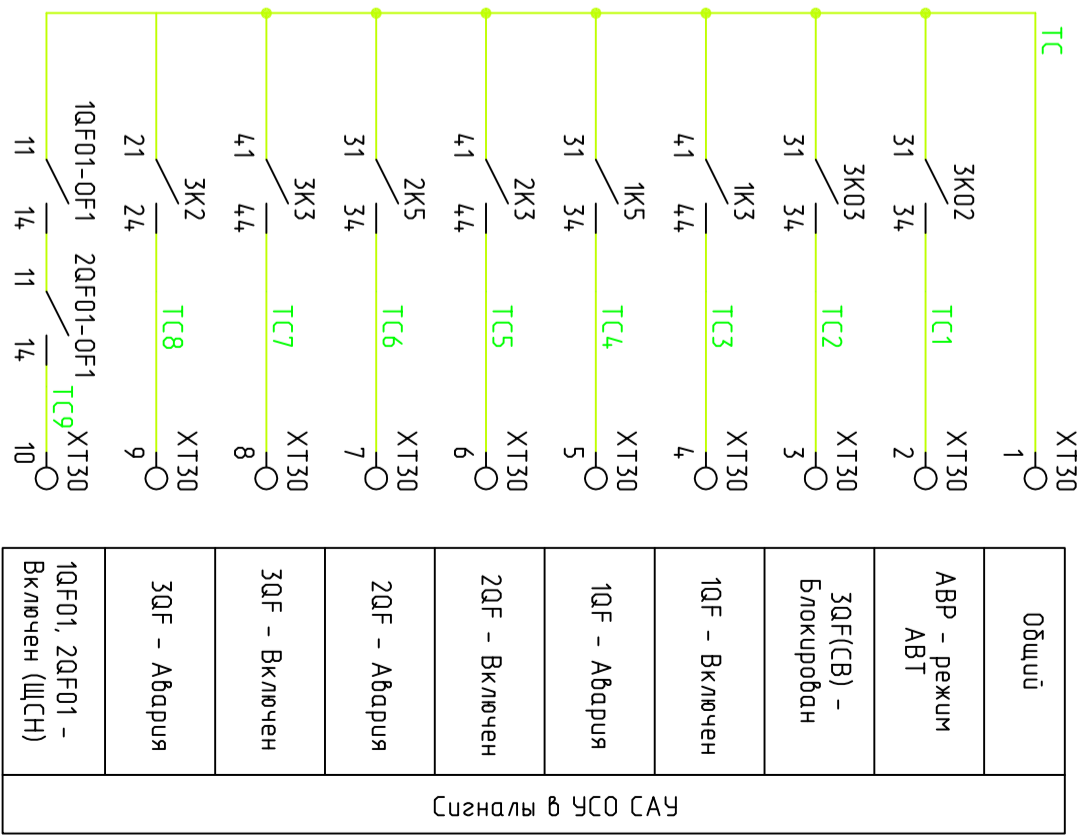 TC
XT30
1
Общий
3K02
31
34
TC1
XT30
2
АВР - режим
АВТ
3K03
31
34
TC2
XT30
3
3QF(СВ) -
Блокирован
1K3
41
44
TC3
XT30
4
1QF - Включен
1K5
31
34
TC4
XT30
5
1QF - Авария
2K3
41
44
TC5
XT30
6
2QF - Включен
2K5
31
34
TC6
XT30
7
2QF - Авария
3K3
41
44
TC7
XT30
8
3QF - Включен
3K2
21
24
TC8
XT30
9
3QF - Авария
1QF01-OF1
11
14
2QF01-OF1
11
14
TC9
XT30
10
1QF01, 2QF01 -
Включен (ЩСН)
Сигналы в УСО САУ